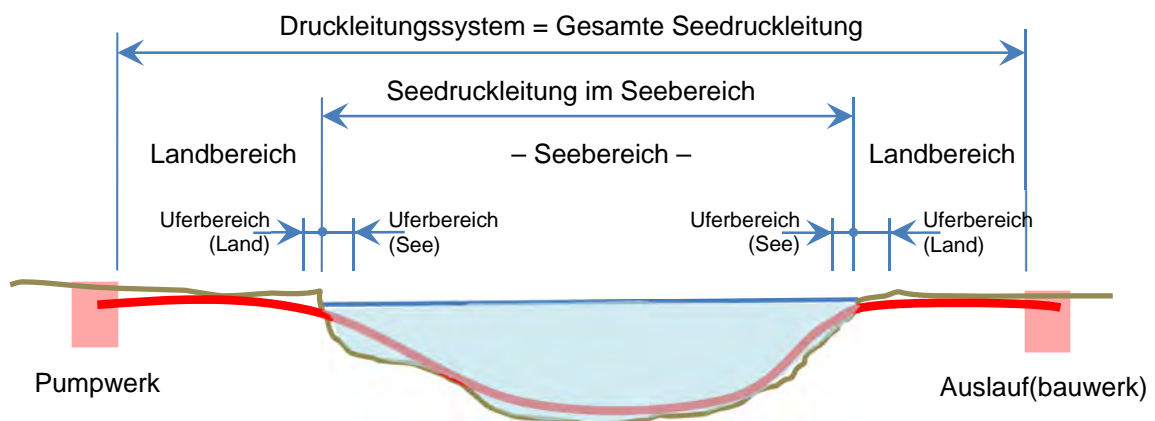 Druckleitungssystem = Gesamte Seedruckleitung
Seedruckleitung im Seebereich
Landbereich
– Seebereich –
Landbereich
Uferbereich
(Land)
Uferbereich
(See)
Uferbereich
(See)
Uferbereich
(Land)
Pumpwerk
Auslauf(bauwerk)